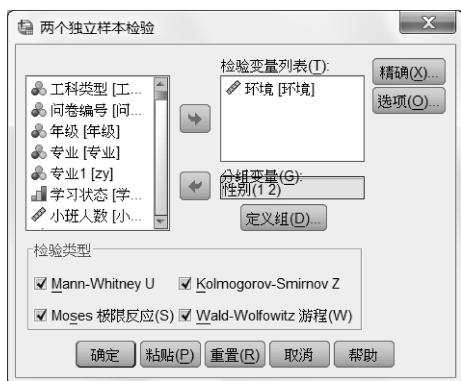 两个独立样本检验
检验变量列表(T):
工科类型 [工...
问卷编号 [问...
年级 [年级]
专业 [专业]
专业1 [zy]
学习状态 [学...
小班人数 [小...
环境 [环境]
精确(X)...
选项(O)...
分组变量(G):
性别(1 2)
定义组(D)...
检验类型
Mann-Whitney U
Kolmogorov-Smirnov Z
Moses 极限反应(S)
Wald-Wolfowitz 游程(W)
确定
粘贴(P)
重置(R)
取消
帮助